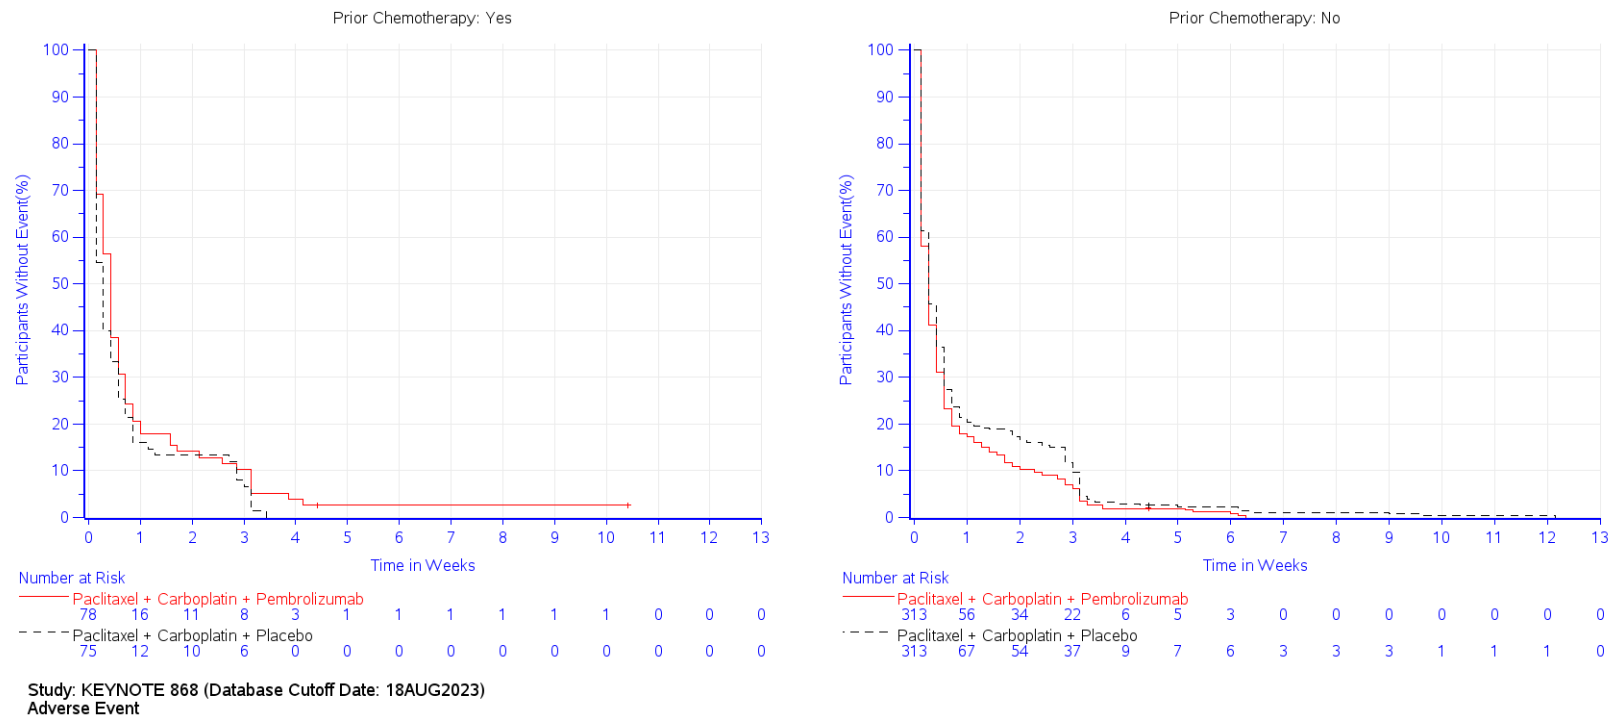 Prior Chemotherapy: Yes
100
90
80
70
60
50
40
30
20
10
0
Participants Without Event(%)
0 1 2 3 4 5 6 7 8 9 10 11 12 13
Time in Weeks
Number at Risk
Paclitaxel + Carboplatin + Pembrolizumab
78 16 11 8 3 1 1 1 1 1 1 0 0 0
Paclitaxel + Carboplatin + Placebo
75 12 10 6 0 0 0 0 0 0 0 0 0 0
Prior Chemotherapy: No
100
90
80
70
60
50
40
30
20
10
0
Participants Without Event(%)
0 1 2 3 4 5 6 7 8 9 10 11 12 13
Time in Weeks
Number at Risk
Paclitaxel + Carboplatin + Pembrolizumab
313 56 34 22 6 5 3 0 0 0 0 0 0 0
Paclitaxel + Carboplatin + Placebo
313 67 54 37 9 7 6 3 3 3 1 1 1 0
Study: KEYNOTE 868 (Database Cutoff Date: 18AUG2023)
Adverse Event